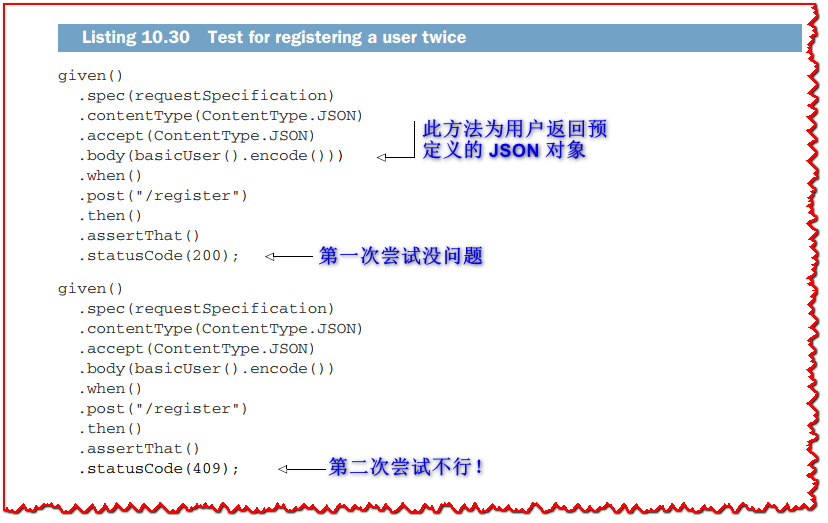 Listing 10.30 Test for registering a user twice
given()
.spec(requestSpecification)
.contentType(ContentType.JSON)
.accept(ContentType.JSON)
.body(basicUser().encode()))
此方法为用户返回预
定义的 JSON 对象
.when()
.post("/register")
.then()
.assertThat()
.statusCode(200);
第一次尝试没问题
given()
.spec(requestSpecification)
.contentType(ContentType.JSON)
.accept(ContentType.JSON)
.body(basicUser().encode())
.when()
.post("/register")
.then()
.assertThat()
.statusCode(409);
第二次尝试不行！